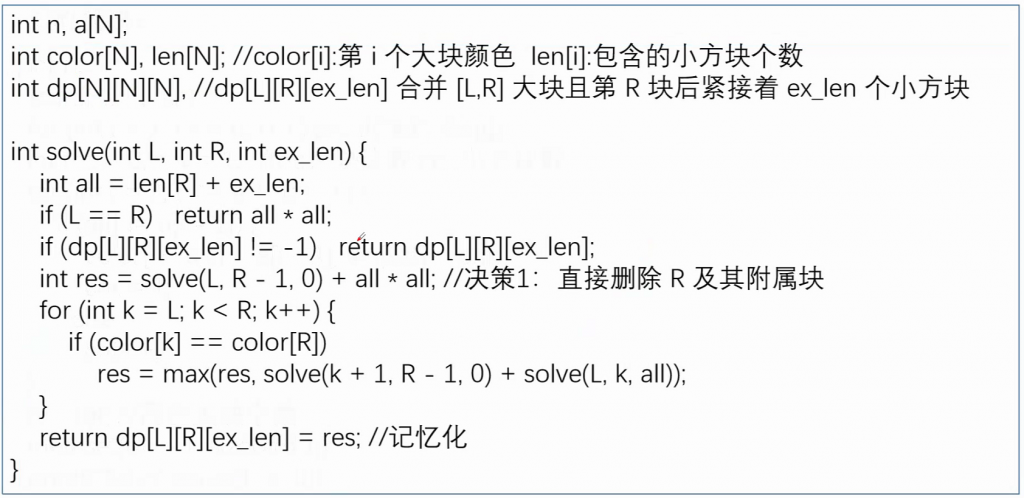 int n, a[N];
int color[N], len[N]; //color[i]:第 i 个大块颜色 len[i]:包含的小方块个数
int dp[N][N][N], //dp[L][R][ex_len] 合并 [L,R] 大块且第 R 块后紧接着 ex_len 个小方块
int solve(int L, int R, int ex_len) {
int all = len[R] + ex_len;
if (L == R) return all * all;
if (dp[L][R][ex_len] != -1) return dp[L][R][ex_len];
int res = solve(L, R - 1, 0) + all * all; //决策1：直接删除 R 及其附属块
for (int k = L; k < R; k++) {
if (color[k] == color[R])
res = max(res, solve(k + 1, R - 1, 0) + solve(L, k, all));
}
return dp[L][R][ex_len] = res; //记忆化
}